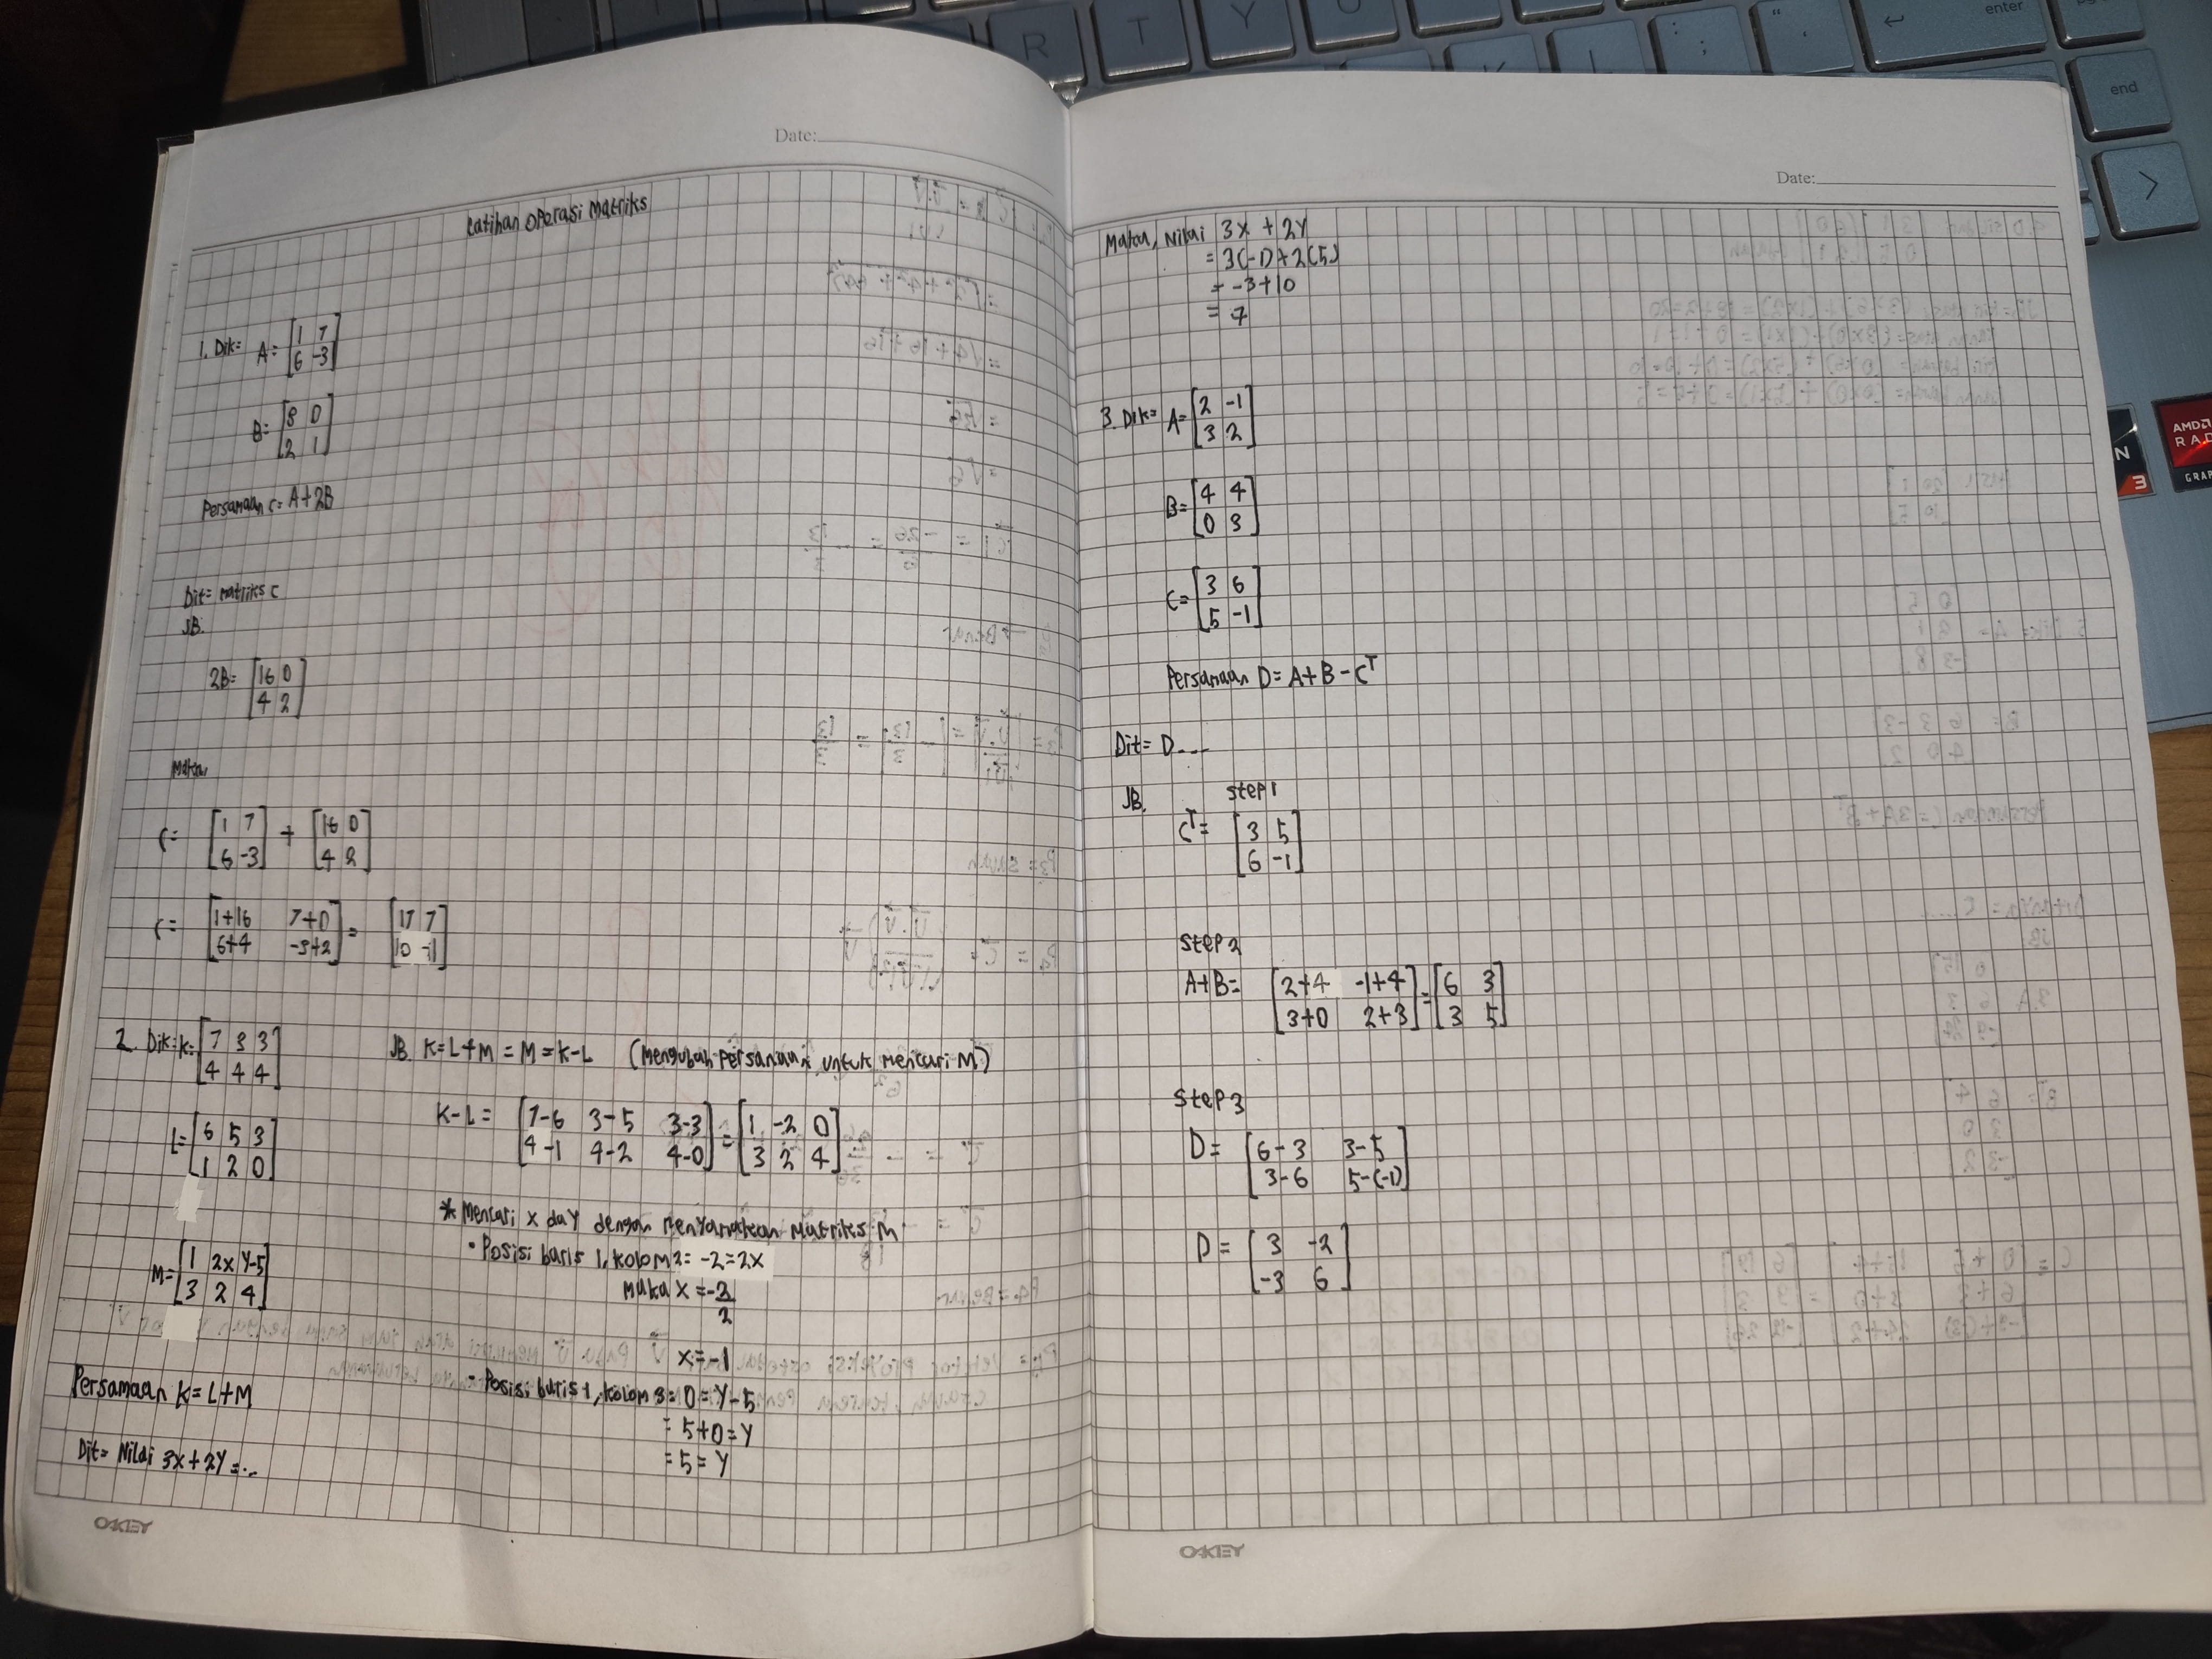 Date:
Latihan Operasi Matriks
1. Dik= A= [1 7
6 -3]
B= [8 0
2 1]
Persamaan C= A+2B
Dit= Matriks C
JB.
2B= [16 0
4 2]
Maka,
C= [1 7 + [16 0
6 -3] 4 2]
C= [1+16 7+0 = [17 7
6+4 -3+2] 10 -1]
2. Dik: K= [7 3 3
4 4 4]
L= [6 5 3
1 2 0]
M= [1 2x Y-5
3 2 4]
Persamaan K= L+M
Dit= Nilai 3x+2Y=...
JB. K=L+M = M=K-L (Mengubah Persamaan untuk Mencari M)
K-L= [7-6 3-5 3-3 = [1 -2 0
4-1 4-2 4-0] 3 2 4]
* Mencari x da Y dengan Menyamakan Matriks M
• Posisi baris 1, kolom 2= -2=2x
Maka x = -2
2
x=-1
• Posisi baris 1, kolom 3= 0=Y-5
= 5+0=Y
= 5=Y
OKEY
Date:
Maka, Nilai 3x + 2Y
= 3(-1)+2(5)
= -3+10
= 7
3. Dik= A= [2 -1
3 2]
B= [4 4
0 3]
C= [3 6
5 -1]
Persamaan D= A+B-Cᵀ
Dit= D...
JB. Step 1
Cᵀ= [3 5
6 -1]
Step 2
A+B= [2+4 -1+4 = [6 3
3+0 2+3] 3 5]
Step 3
D= [6-3 3-5
3-6 5-(-1)]
D= [3 -2
-3 6]
OKEY
R T Y
K L ; : " enter
end
>
N
3
AMD
RAD
GRAP